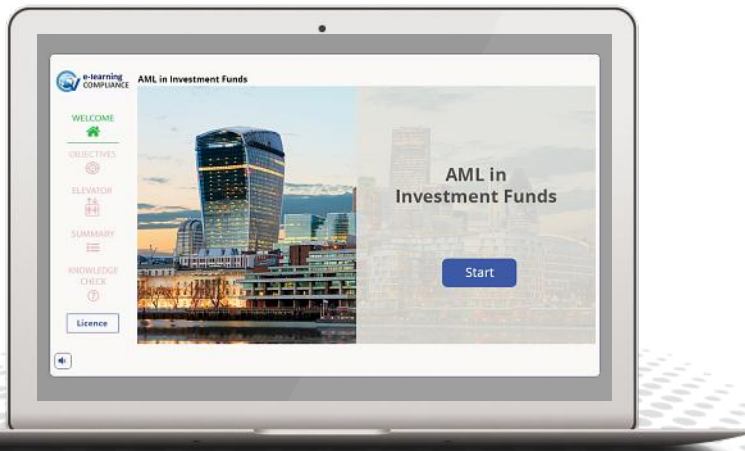 e-learning
COMPLIANCE
AML in Investment Funds
WELCOME
OBJECTIVES
ELEVATOR
SUMMARY
KNOWLEDGE
CHECK
Licence
AML in
Investment Funds
Start